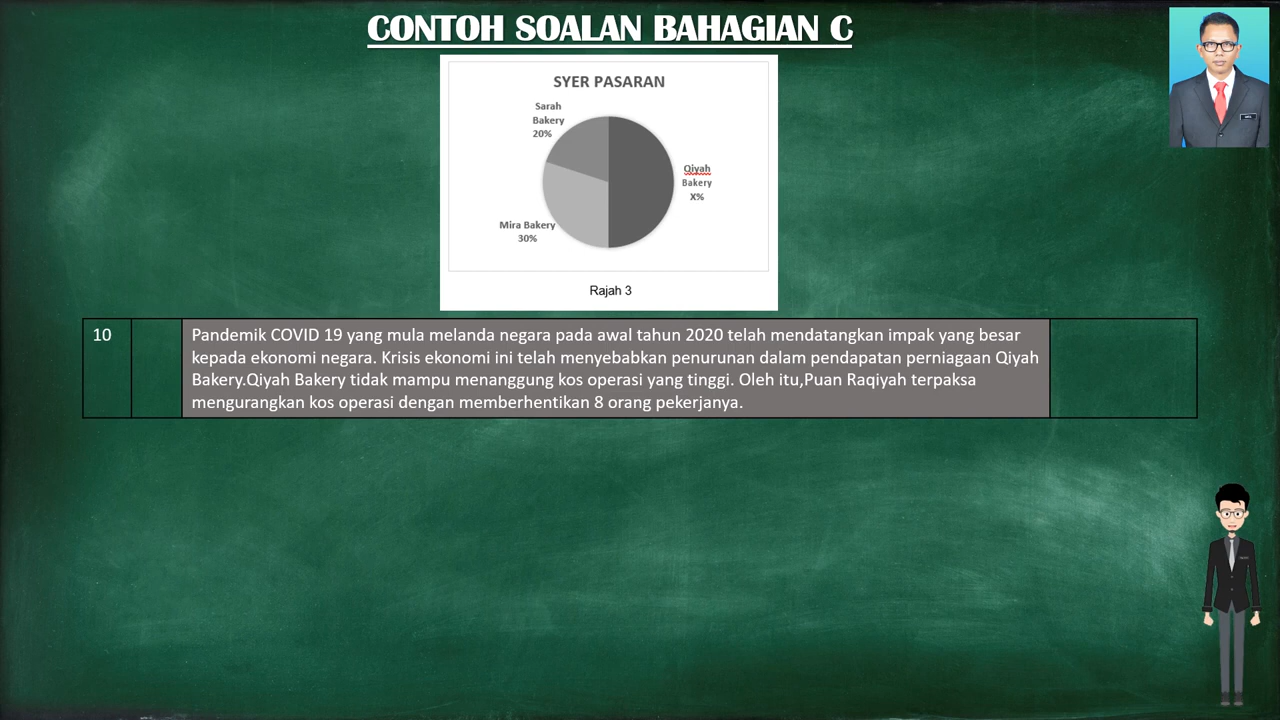 CONTOH SOALAN BAHAGIAN C
SYER PASARAN
Sarah
Bakery
20%
Qiyah
Bakery
X%
Mira Bakery
30%
Rajah 3
10
Pandemik COVID 19 yang mula melanda negara pada awal tahun 2020 telah mendatangkan impak yang besar
kepada ekonomi negara. Krisis ekonomi ini telah menyebabkan penurunan dalam pendapatan perniagaan Qiyah
Bakery.Qiyah Bakery tidak mampu menanggung kos operasi yang tinggi. Oleh itu,Puan Raqiyah terpaksa
mengurangkan kos operasi dengan memberhentikan 8 orang pekerjanya.